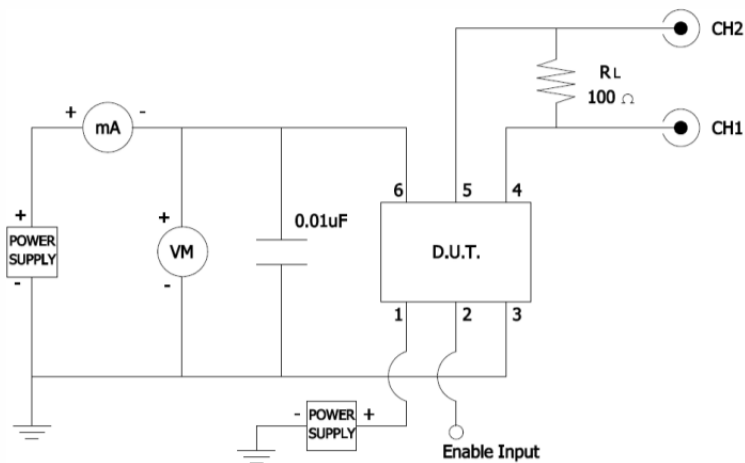 CH2
RL
100 Ω
CH1
+ mA -
6 5 4
+
POWER
SUPPLY
-
+
VM
-
0.01uF
D.U.T.
1 2 3
- POWER
SUPPLY +
Enable Input